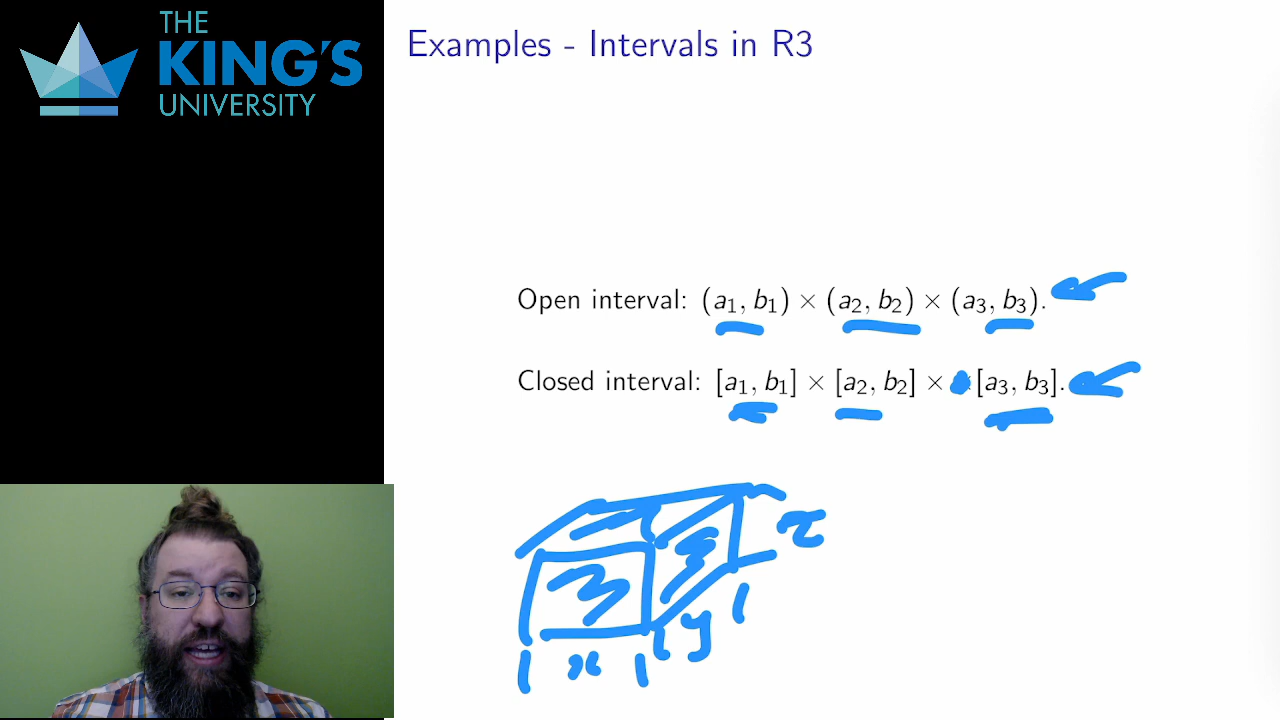 THE
KING'S
UNIVERSITY
Examples - Intervals in R3
Open interval: (a₁, b₁) × (a₂, b₂) × (a₃, b₃).
Closed interval: [a₁, b₁] × [a₂, b₂] × [a₃, b₃].
z
y
x